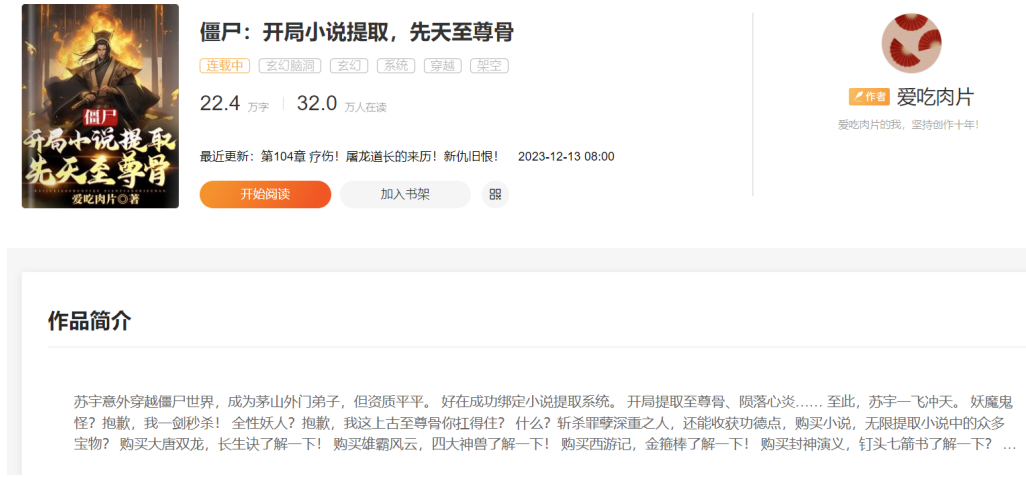 僵尸：开局小说提取，先天至尊骨
连载中 玄幻脑洞 玄幻 系统 穿越 架空
22.4 万字 32.0 万人在读
最近更新：第104章 疗伤！屠龙道长的来历！新仇旧恨！ 2023-12-13 08:00
开始阅读 加入书架
僵尸
开局小说提取
先天至尊骨
爱吃肉片◎著
作者 爱吃肉片
爱吃肉片的我，坚持创作十年！
作品简介
苏宇意外穿越僵尸世界，成为茅山外门弟子，但资质平平。 好在成功绑定小说提取系统。 开局提取至尊骨、陨落心炎…… 至此，苏宇一飞冲天。 妖魔鬼
怪？抱歉，我一剑秒杀！ 全性妖人？抱歉，我这上古至尊骨你扛得住？ 什么？斩杀罪孽深重之人，还能收获功德点，购买小说，无限提取小说中的众多
宝物？ 购买大唐双龙，长生诀了解一下！ 购买雄霸风云，四大神兽了解一下！ 购买西游记，金箍棒了解一下！ 购买封神演义，钉头七箭书了解一下？ …